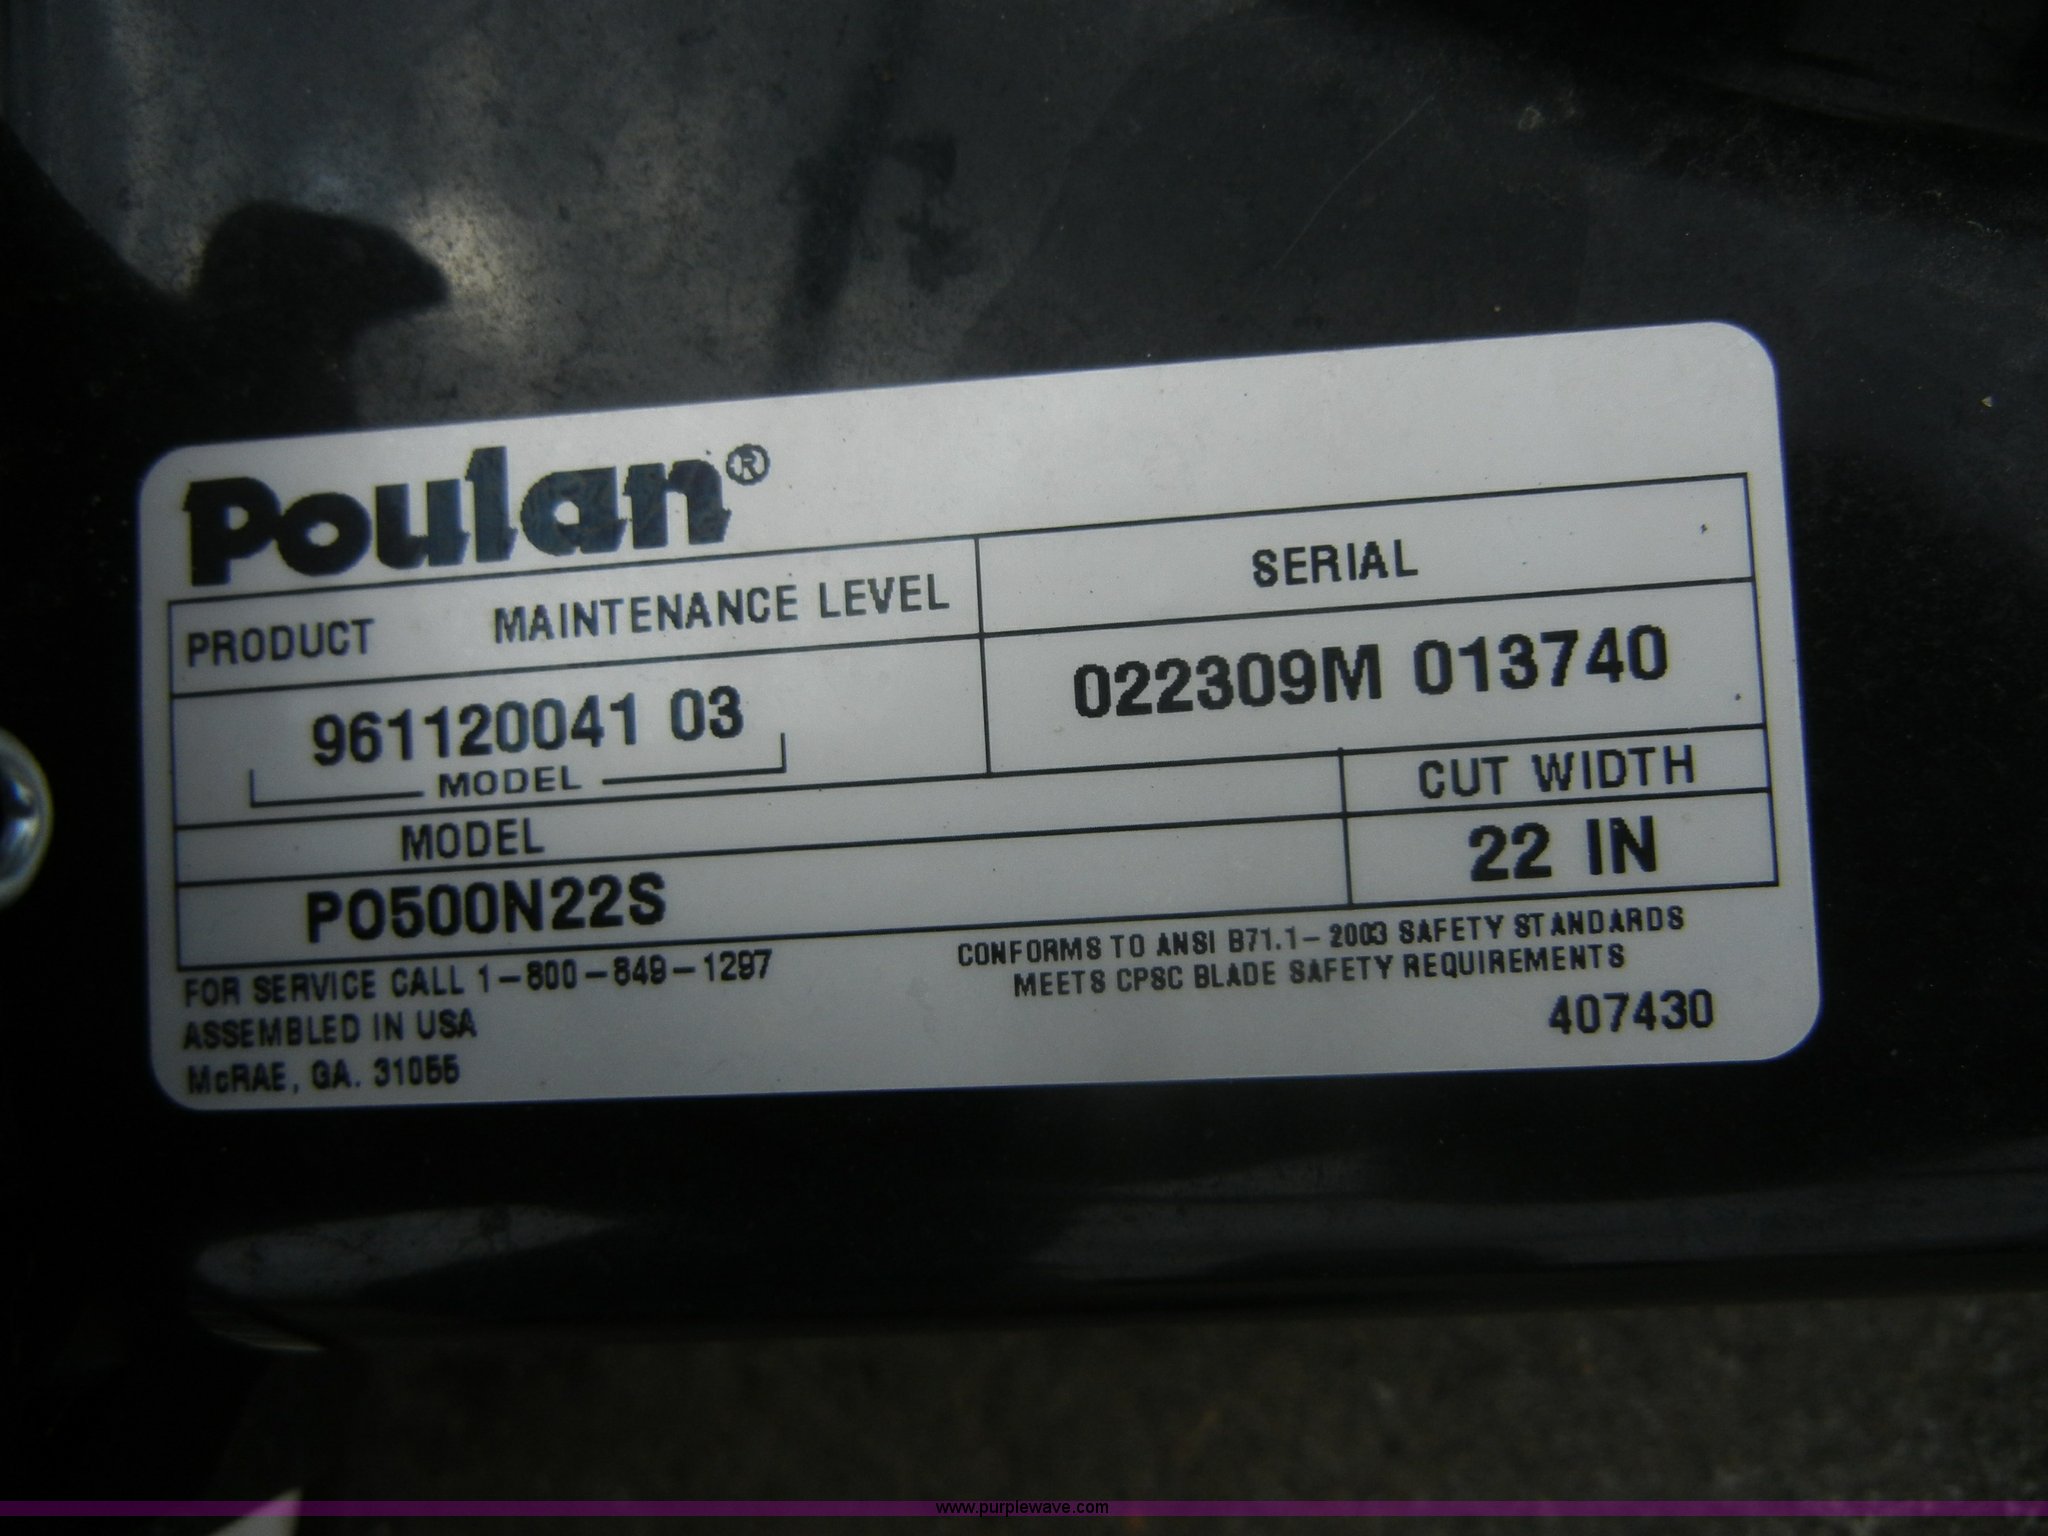 Poulan®
PRODUCT MAINTENANCE LEVEL
SERIAL
961120041 03
MODEL
022309M 013740
MODEL
CUT WIDTH
PO500N22S
22 IN
FOR SERVICE CALL 1-800-849-1297
ASSEMBLED IN USA
McRAE, GA. 31055
CONFORMS TO ANSI B71.1-2003 SAFETY STANDARDS
MEETS CPSC BLADE SAFETY REQUIREMENTS
407430
www.purplewave.com